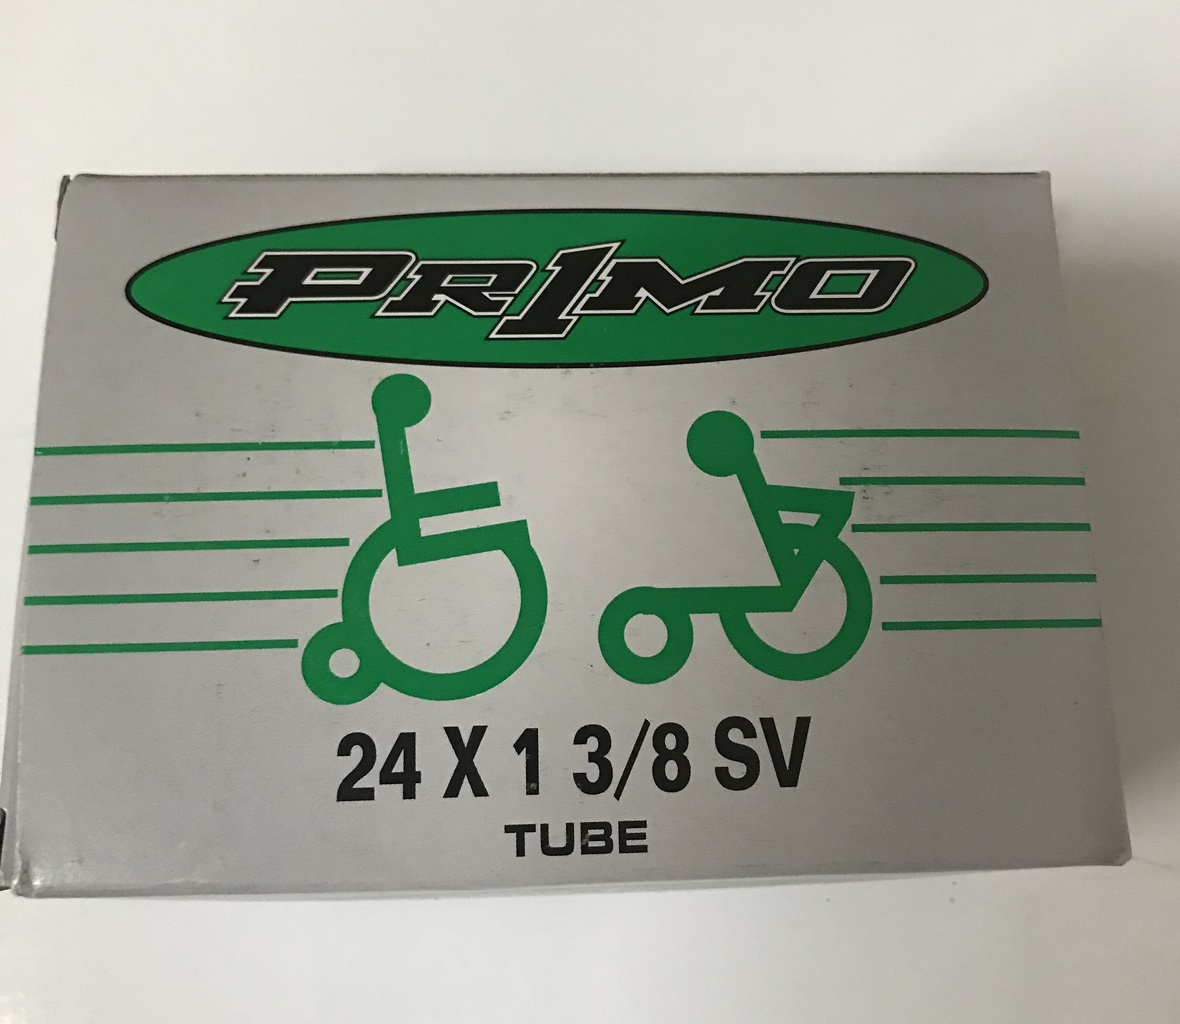 PR1MO
24 X 1 3/8 SV
TUBE